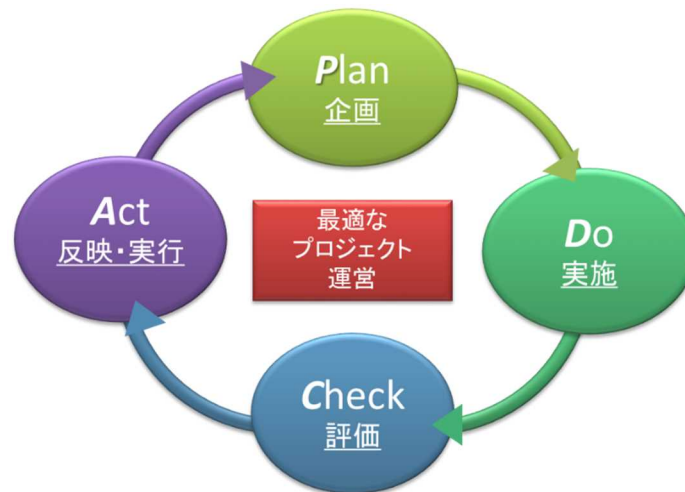 Plan
企画
Do
実施
Check
評価
Act
反映・実行
最適な
プロジェクト
運営